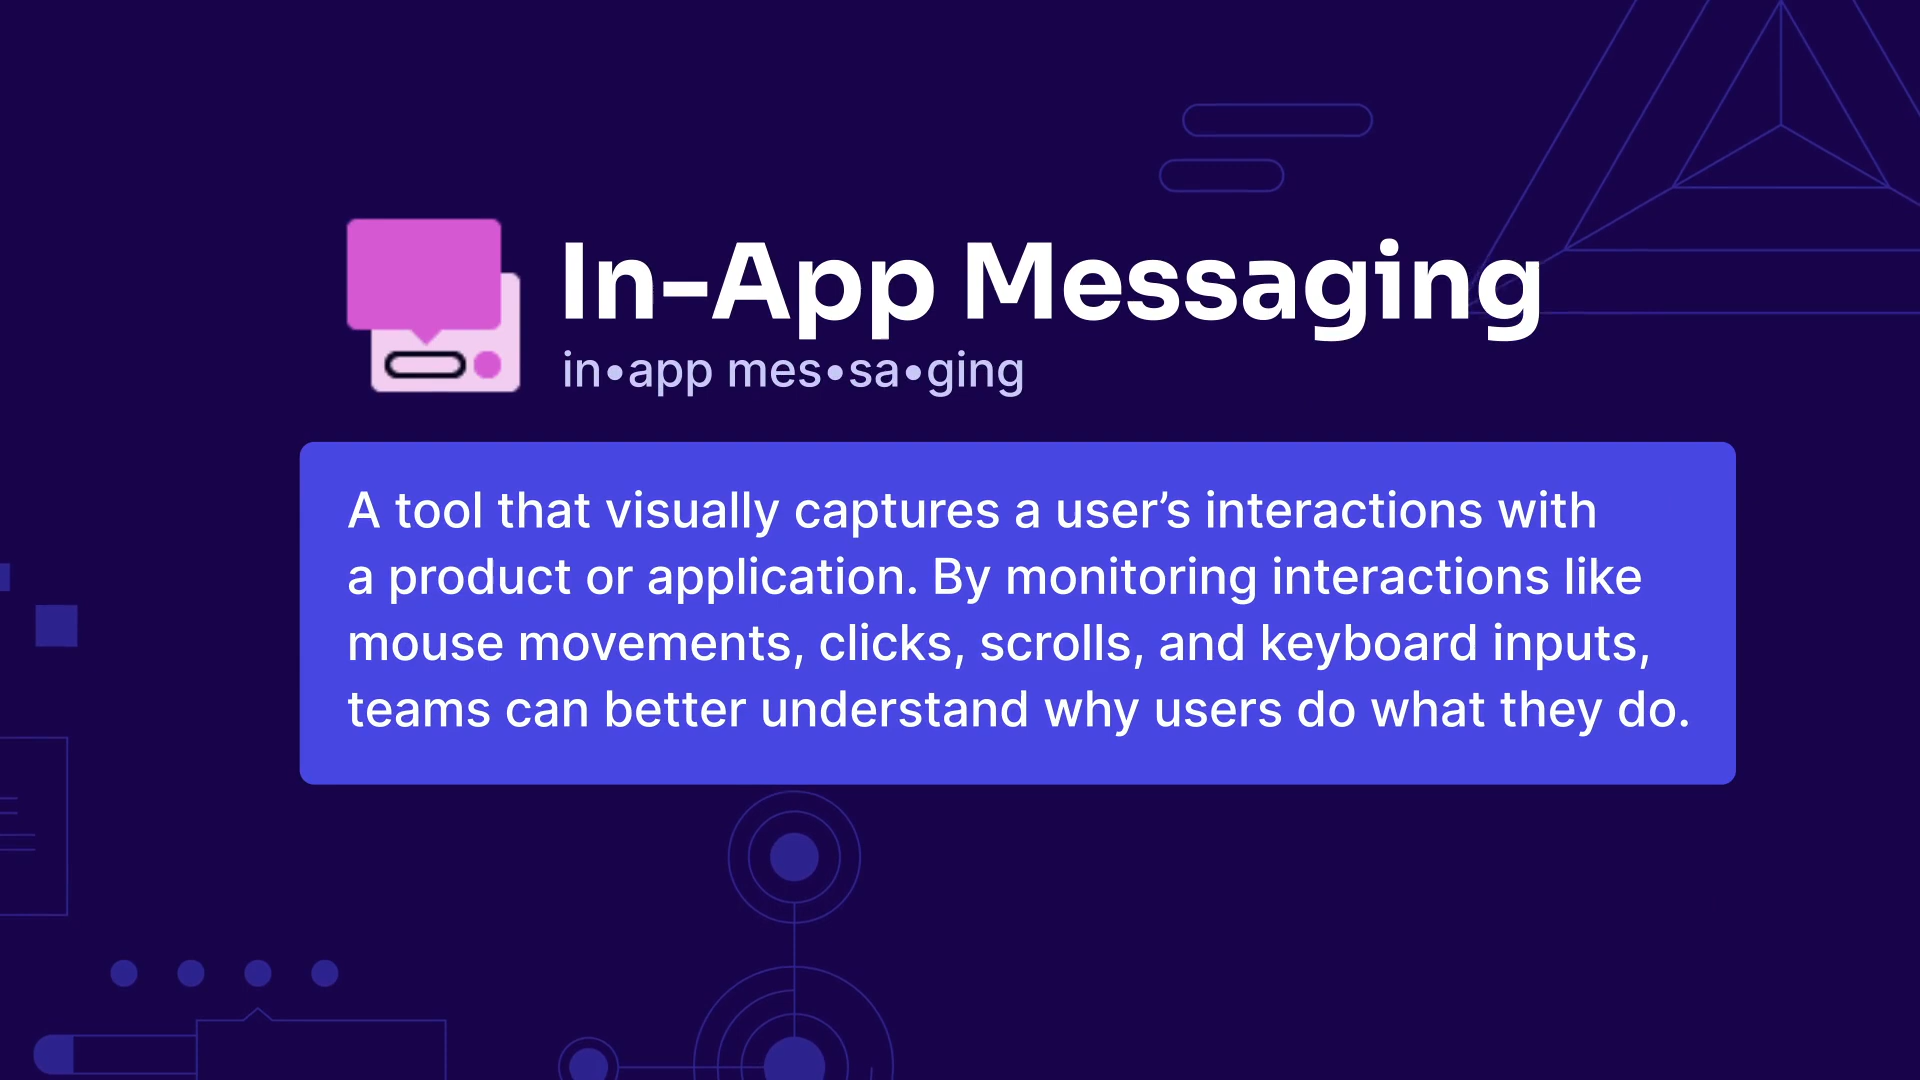 In-App Messaging
in•app mes•sa•ging
A tool that visually captures a user’s interactions with
a product or application. By monitoring interactions like
mouse movements, clicks, scrolls, and keyboard inputs,
teams can better understand why users do what they do.